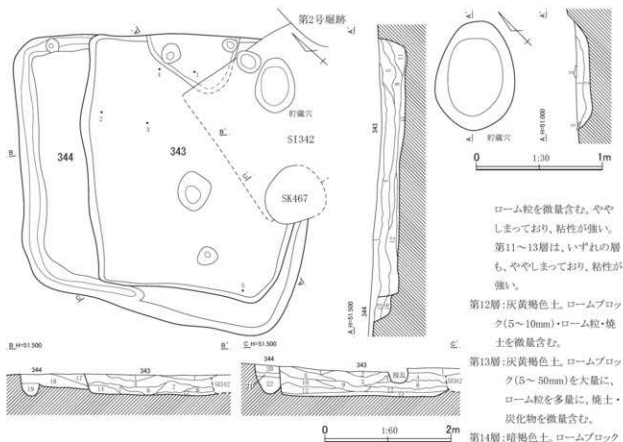 第2号堀跡
貯蔵穴
SI342
SK467
344
343
B
B'
A
A'
C
1
2
3
4
5
343
344
A H=51.500
A
A'
貯蔵穴
A H=51.000
0 1:30 1m
ローム粒を微量含む。やや
しまっており、粘性が強い。
第11～13層は、いずれの層
も、ややしまっており、粘性が
強い。
第12層:灰黄褐色土。ロームブロッ
ク(5～10mm)・ローム粒・焼
土を微量含む。
第13層:灰黄褐色土。ロームブロッ
ク(5～50mm)を大量に、
ローム粒を多量に、焼土・
炭化物を微量含む。
第14層:暗褐色土。ロームブロック
B H=51.500
B'
344
343
17
18
19
SI342
C H=51.500
C'
344
343
20
22
攪乱
SI342
0 1:60 2m